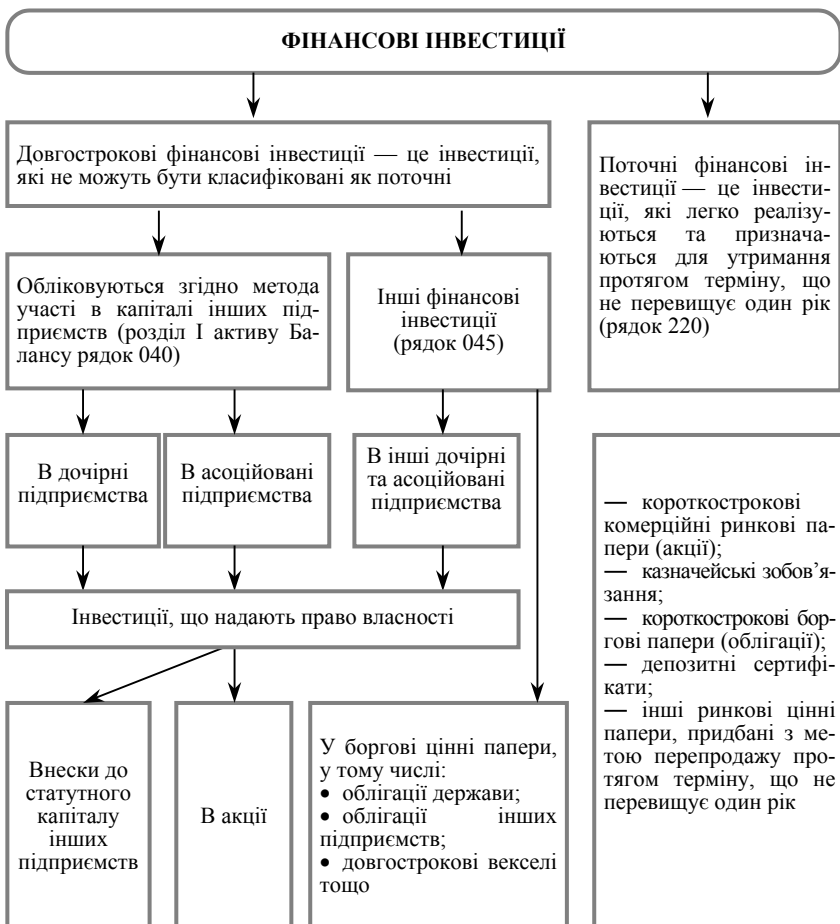 ФІНАНСОВІ ІНВЕСТИЦІЇ
Довгострокові фінансові інвестиції — це інвестиції,
які не можуть бути класифіковані як поточні
Поточні фінансові ін-
вестиції — це інвести-
ції, які легко реалізу-
ються та признача-
ються для утримання
протягом терміну, що
не перевищує один рік
(рядок 220)
Обліковуються згідно метода
участі в капіталі інших під-
приємств (розділ І активу Ба-
лансу рядок 040)
Інші фінансові
інвестиції
(рядок 045)
В дочірні
підприємства
В асоційовані
підприємства
В інші дочірні
та асоційовані
підприємства
Інвестиції, що надають право власності
Внески до
статутного
капіталу
інших
підприємств
В акції
У боргові цінні папери,
у тому числі:
• облігації держави;
• облігації інших
підприємств;
• довгострокові векселі
тощо
— короткострокові
комерційні ринкові па-
пери (акції);
— казначейські зобов’я-
зання;
— короткострокові бор-
гові папери (облігації);
— депозитні сертифі-
кати;
— інші ринкові цінні
папери, придбані з ме-
тою перепродажу про-
тягом терміну, що не
перевищує один рік